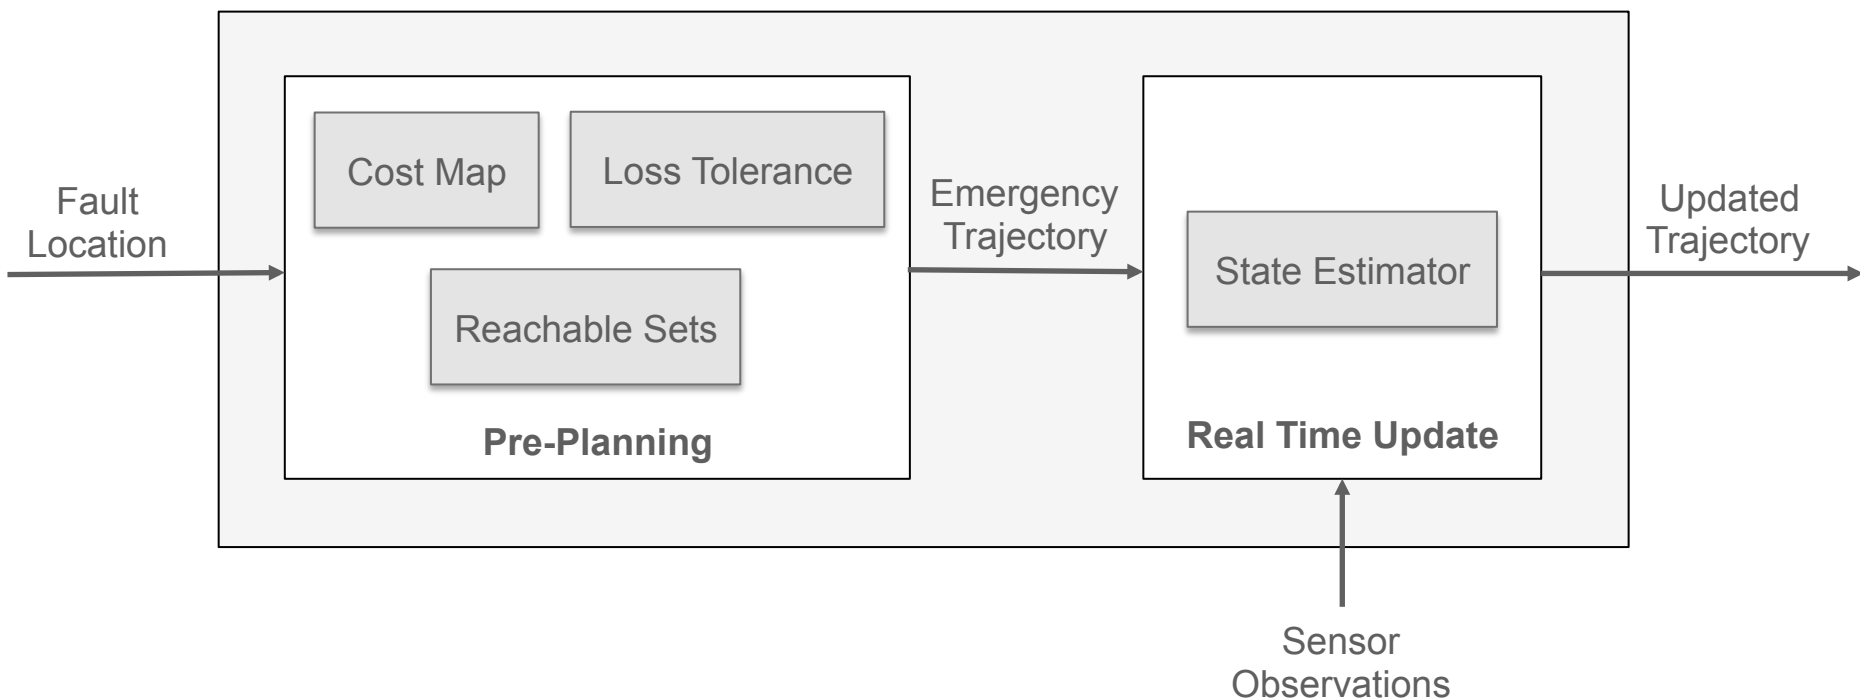 Fault
Location
Cost Map
Loss Tolerance
Reachable Sets
Pre-Planning
Emergency
Trajectory
State Estimator
Real Time Update
Updated
Trajectory
Sensor
Observations